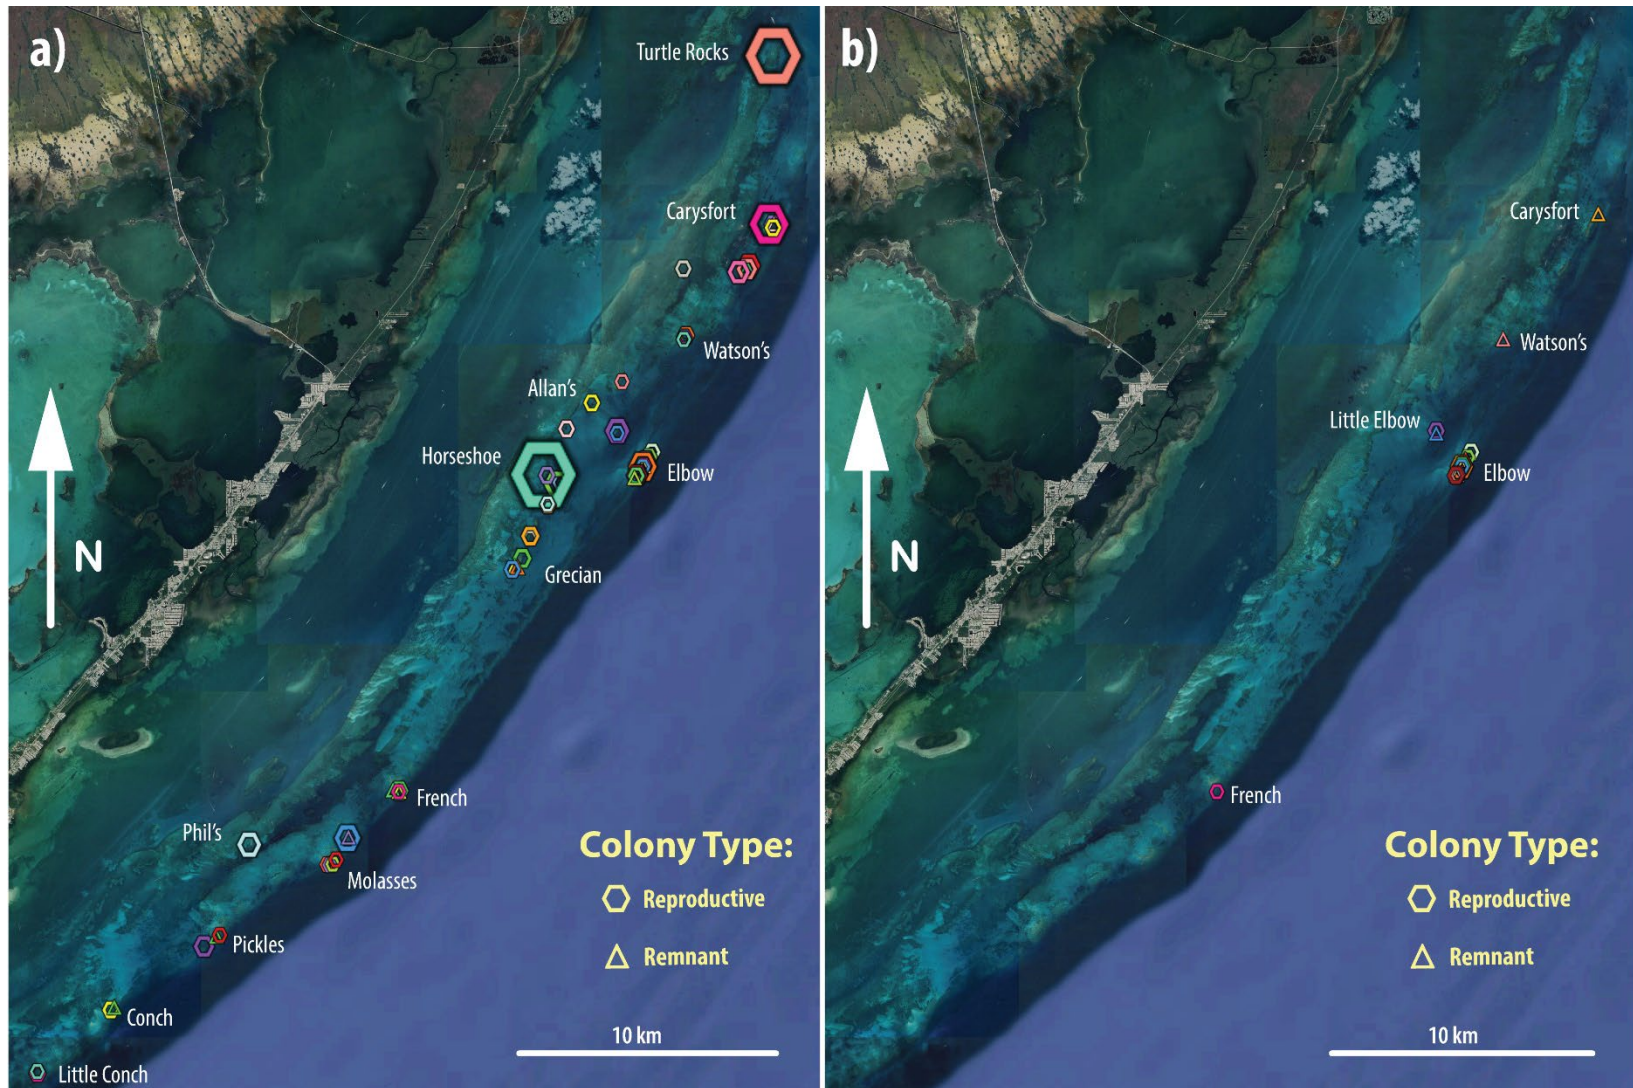 a)
Turtle Rocks
Carysfort
Watson's
Allan's
Horseshoe
Elbow
Grecian
N
French
Phil's
Molasses
Pickles
Conch
Little Conch
Colony Type:
Reproductive
Remnant
10 km
b)
Carysfort
Watson's
Little Elbow
Elbow
N
French
Colony Type:
Reproductive
Remnant
10 km